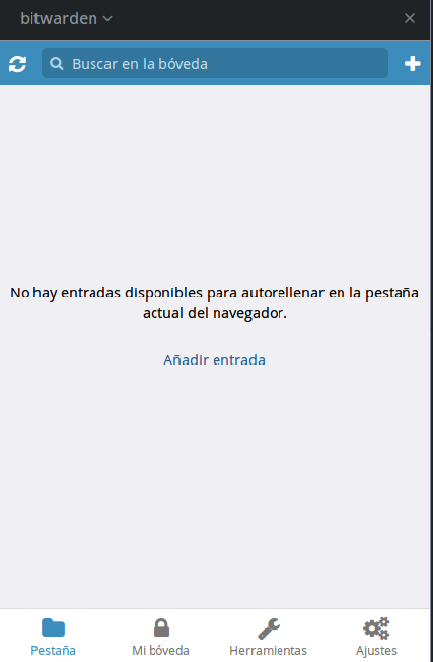 bitwarden
Buscar en la bóveda
No hay entradas disponibles para autorellenar en la pestaña
actual del navegador.
Añadir entrada
Pestaña
Mi bóveda
Herramientas
Ajustes